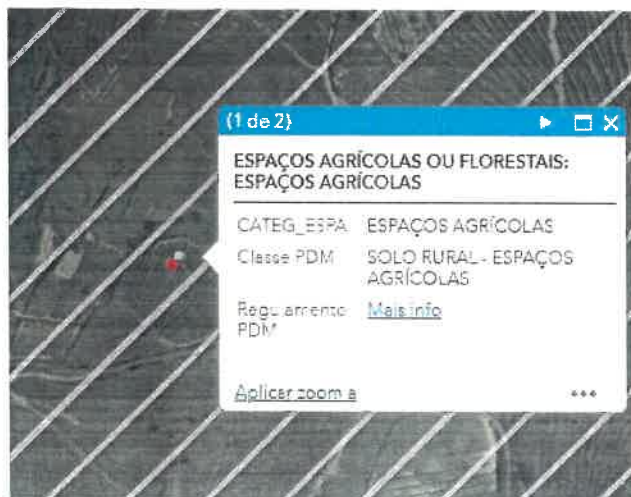 (1 de 2)
ESPAÇOS AGRÍCOLAS OU FLORESTAIS:
ESPAÇOS AGRÍCOLAS
CATEG_ESPA ESPAÇOS AGRÍCOLAS
Classe PDM SOLO RURAL - ESPAÇOS
AGRÍCOLAS
Regulamento Mais info
PDM
Aplicar zoom a